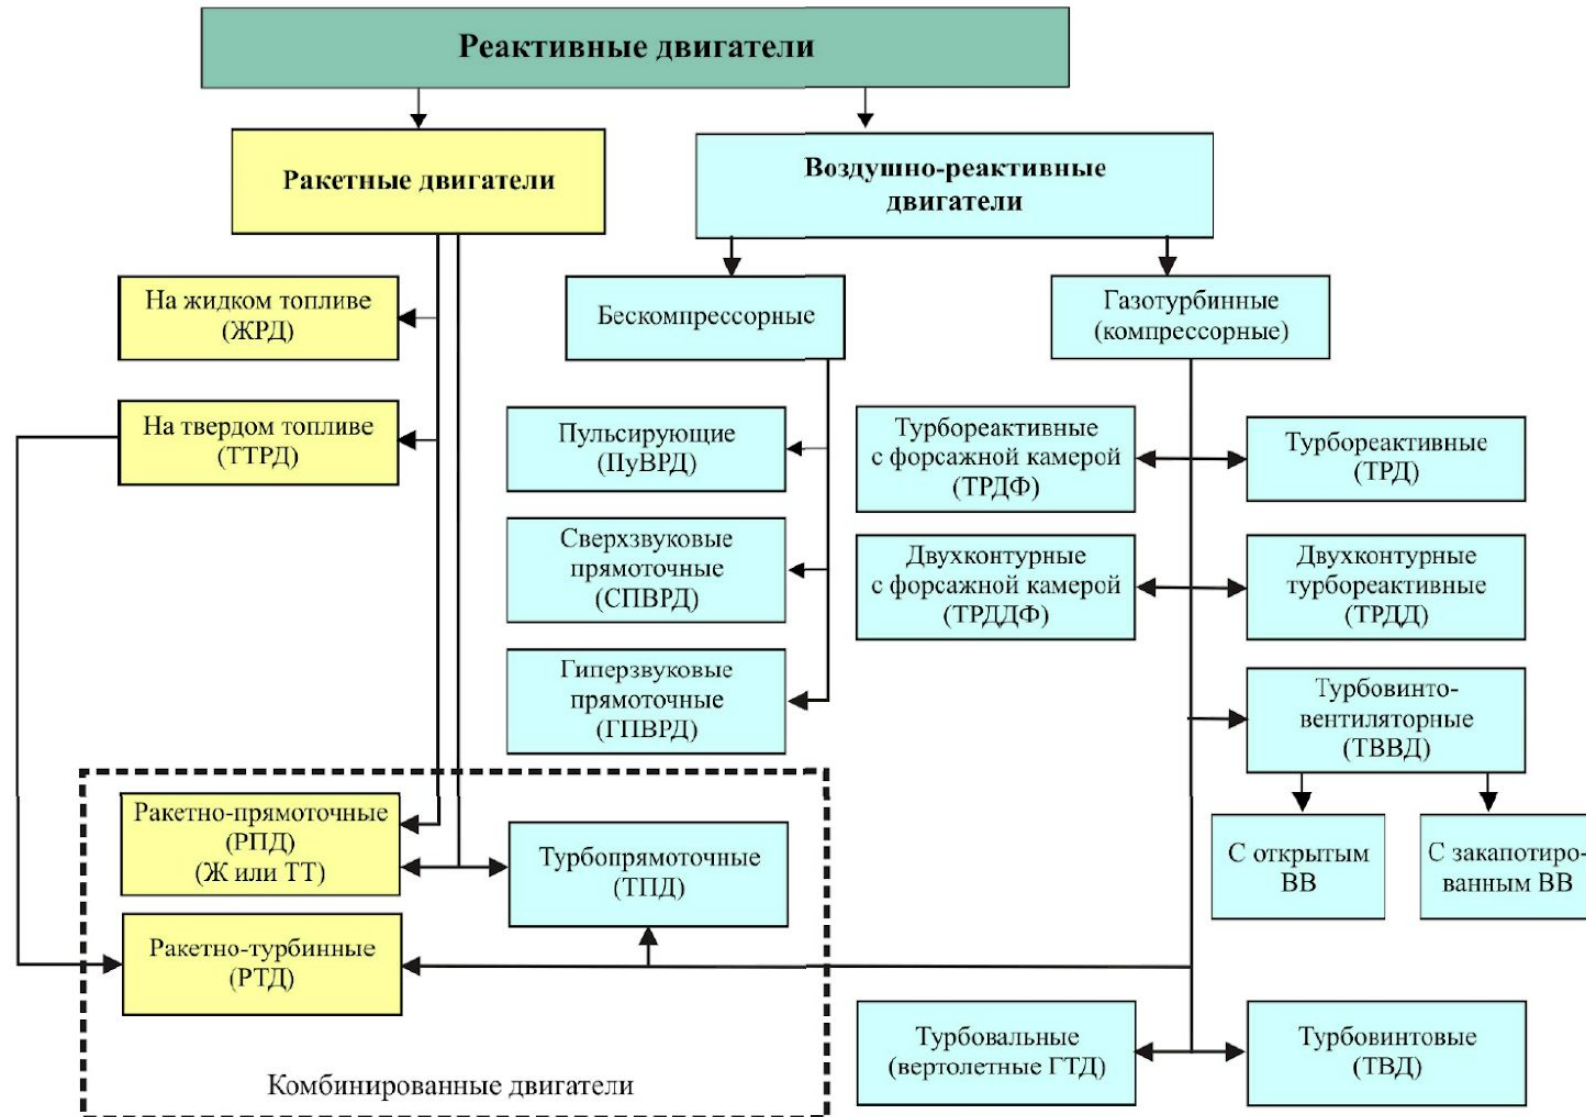 Реактивные двигатели
Ракетные двигатели
Воздушно-реактивные
двигатели
На жидком топливе
(ЖРД)
Бескомпрессорные
Газотурбинные
(компрессорные)
На твердом топливе
(ТТРД)
Пульсирующие
(ПуВРД)
Турбореактивные
с форсажной камерой
(ТРДФ)
Турбореактивные
(ТРД)
Сверхзвуковые
прямоточные
(СПВРД)
Двухконтурные
с форсажной камерой
(ТРДДФ)
Двухконтурные
турбореактивные
(ТРДД)
Гиперзвуковые
прямоточные
(ГПВРД)
Турбовинто-
вентиляторные
(ТВВД)
Ракетно-прямоточные
(РПД)
(Ж или ТТ)
Турбопрямоточные
(ТПД)
С открытым
ВВ
С закапотиро-
ванным ВВ
Ракетно-турбинные
(РТД)
Турбовальные
(вертолетные ГТД)
Турбовинтовые
(ТВД)
Комбинированные двигатели